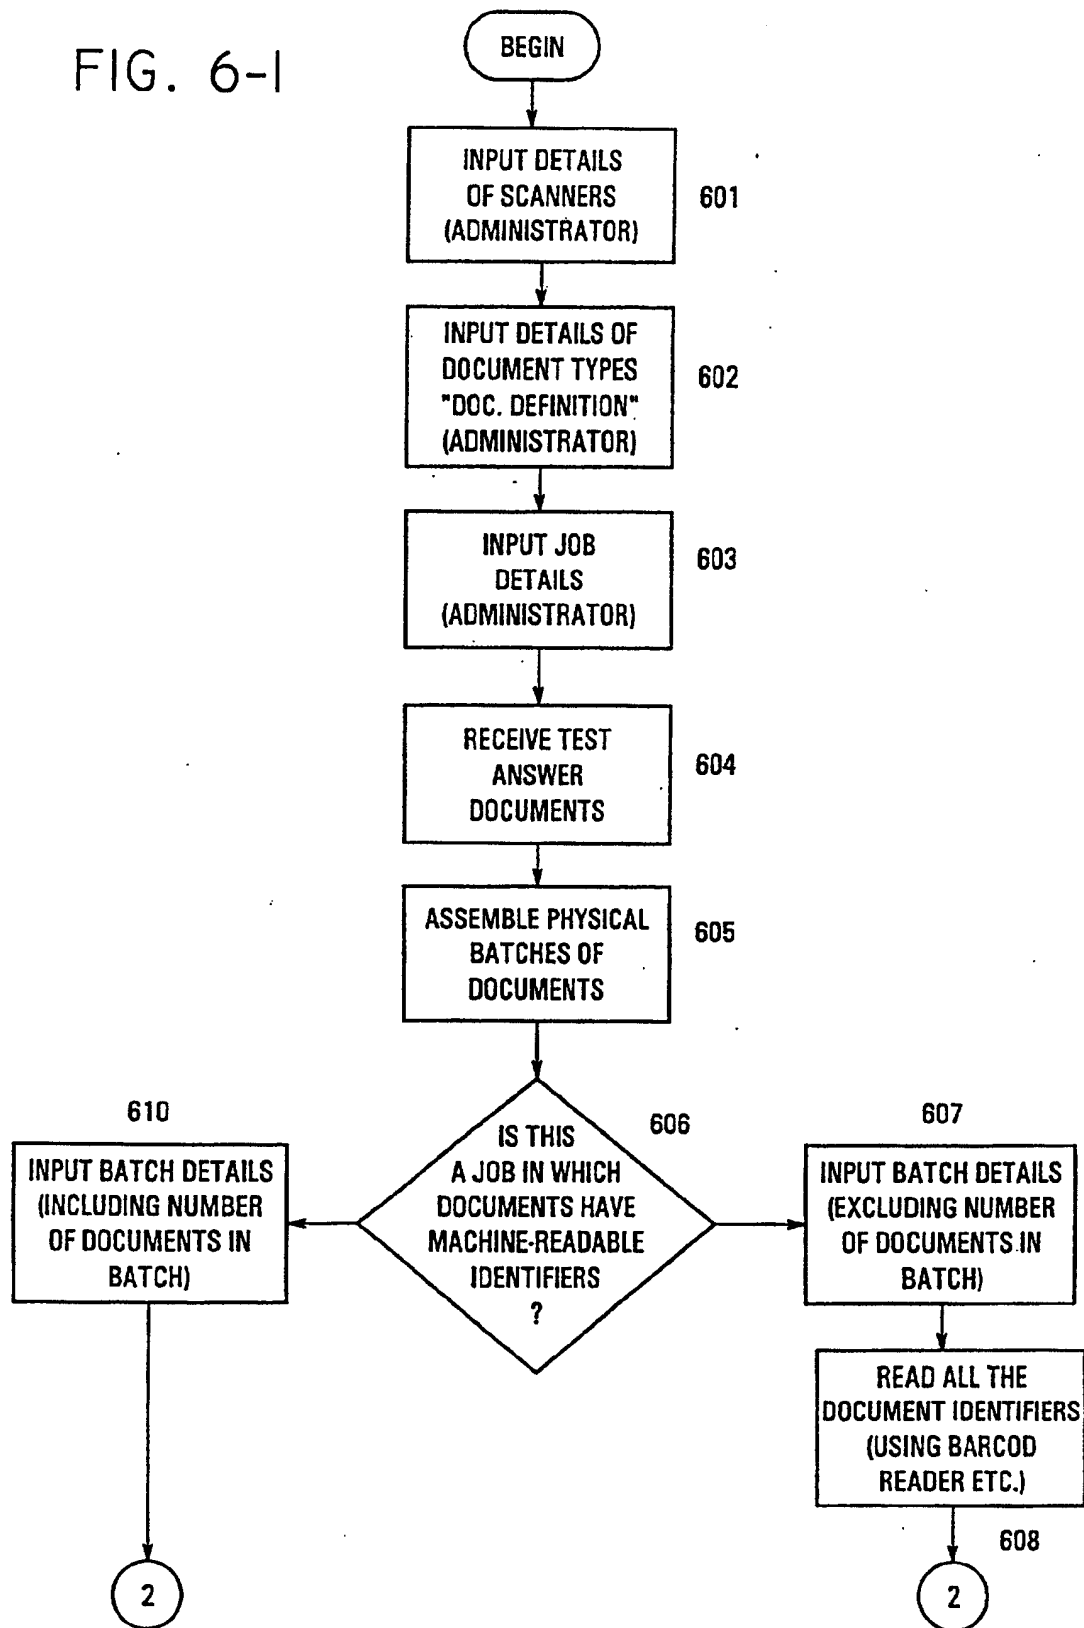 FIG. 6-1
BEGIN
INPUT DETAILS
OF SCANNERS
(ADMINISTRATOR)
601
INPUT DETAILS OF
DOCUMENT TYPES
"DOC. DEFINITION"
(ADMINISTRATOR)
602
INPUT JOB
DETAILS
(ADMINISTRATOR)
603
RECEIVE TEST
ANSWER
DOCUMENTS
604
ASSEMBLE PHYSICAL
BATCHES OF
DOCUMENTS
605
IS THIS
A JOB IN WHICH
DOCUMENTS HAVE
MACHINE-READABLE
IDENTIFIERS
?
606
610
INPUT BATCH DETAILS
(INCLUDING NUMBER
OF DOCUMENTS IN
BATCH)
2
607
INPUT BATCH DETAILS
(EXCLUDING NUMBER
OF DOCUMENTS IN
BATCH)
READ ALL THE
DOCUMENT IDENTIFIERS
(USING BARCOD
READER ETC.)
608
2